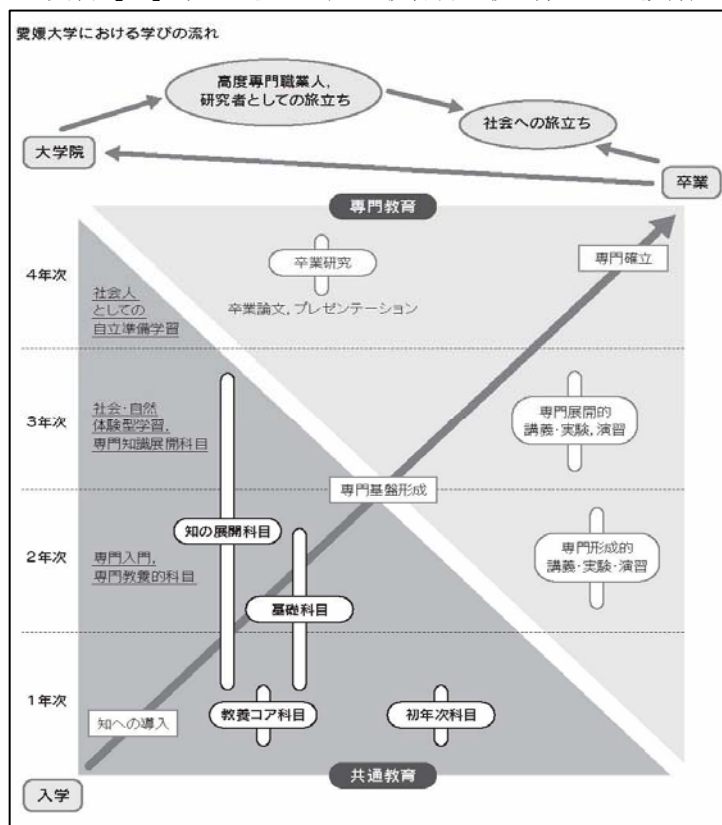 愛媛大学における学びの流れ
高度専門職業人,
研究者としての旅立ち
社会への旅立ち
大学院
卒業
専門教育
4年次
卒業研究
専門確立
社会人
としての
自立準備学習
卒業論文, プレゼンテーション
3年次
社会・自然
体験型学習,
専門知識展開科目
専門展開的
講義・実験, 演習
専門基盤形成
知の展開科目
2年次
専門入門,
専門教養的科目
専門形成的
講義・実験・演習
基礎科目
1年次
知への導入
教養コア科目
初年次科目
共通教育
入学